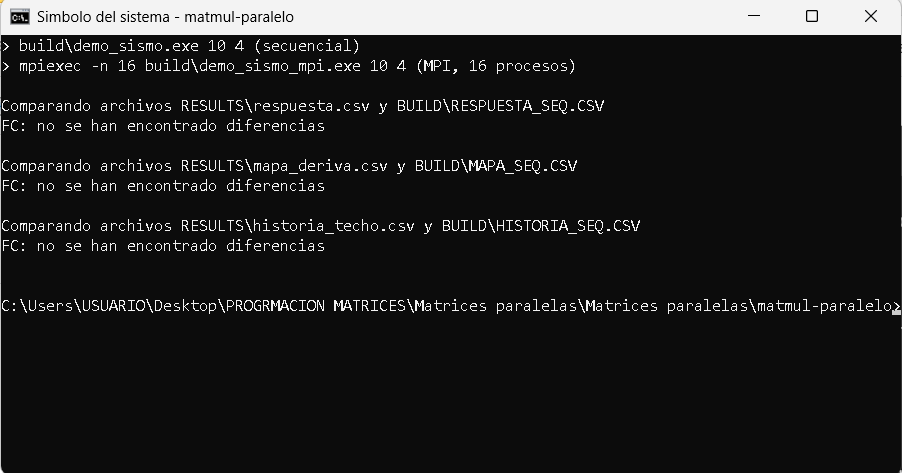 Simbolo del sistema - matmul-paralelo
> build\demo_sismo.exe 10 4 (secuencial)
> mpiexec -n 16 build\demo_sismo_mpi.exe 10 4 (MPI, 16 procesos)
Comparando archivos RESULTS\respuesta.csv y BUILD\RESPUESTA_SEQ.CSV
FC: no se han encontrado diferencias
Comparando archivos RESULTS\mapa_deriva.csv y BUILD\MAPA_SEQ.CSV
FC: no se han encontrado diferencias
Comparando archivos RESULTS\historia_techo.csv y BUILD\HISTORIA_SEQ.CSV
FC: no se han encontrado diferencias
C:\Users\USUARIO\Desktop\PROGRMACION MATRICES\Matrices paralelas\Matrices paralelas\matmul-paralelo>